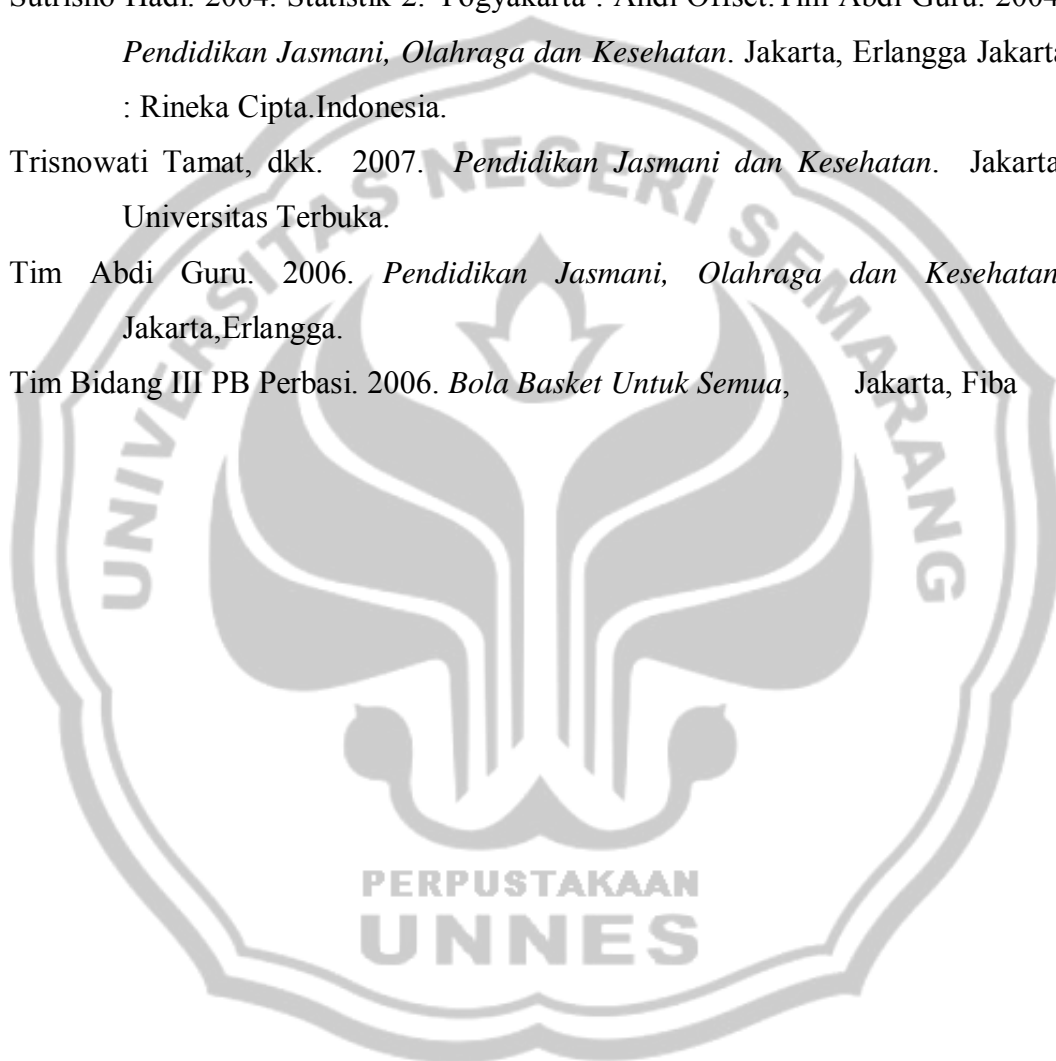 Sutrisno Hadi. 2004. Statistik 2. Yogyakarta : Andi Offset.Tim Abdi Guru. 2004
Pendidikan Jasmani, Olahraga dan Kesehatan. Jakarta, Erlangga Jakarta
: Rineka Cipta.Indonesia.
Trisnowati Tamat, dkk. 2007. Pendidikan Jasmani dan Kesehatan. Jakarta
Universitas Terbuka.
Tim Abdi Guru. 2006. Pendidikan Jasmani, Olahraga dan Kesehatan
Jakarta,Erlangga.
Tim Bidang III PB Perbasi. 2006. Bola Basket Untuk Semua, Jakarta, Fiba
UNIVERSITAS NEGERI SEMARANG
PERPUSTAKAAN
UNNES